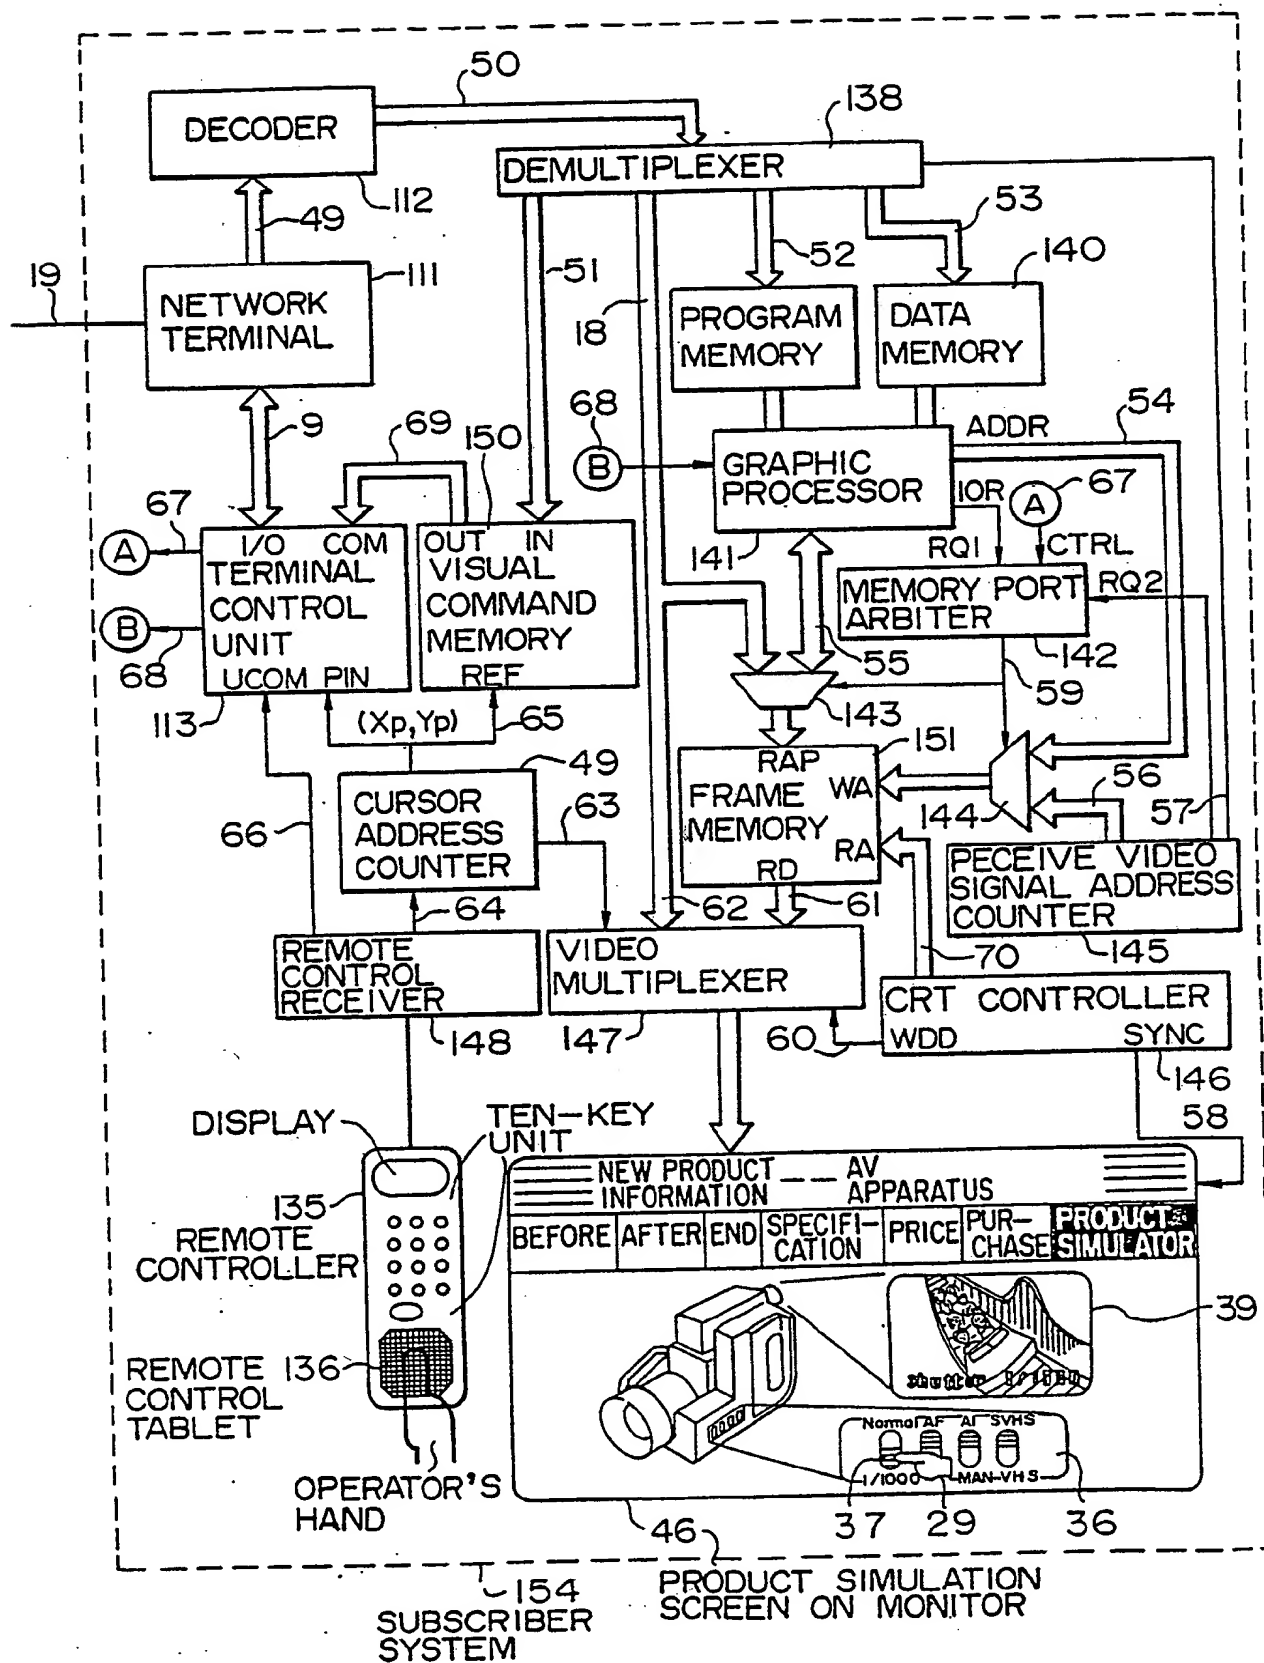 50
138
DECODER
DEMULTIPLEXER
112
49
53
52
140
51
111
19
18
NETWORK
TERMINAL
PROGRAM
MEMORY
DATA
MEMORY
68
54
9
69
150
ADDR
B
GRAPHIC
PROCESSOR
67
IOR
A
67
A
I/O COM
TERMINAL
CONTROL
UNIT
UCOM PIN
OUT IN
VISUAL
COMMAND
MEMORY
REF
141
RQ1
CTRL
RQ2
MEMORY PORT
ARBITER
B
68
55
142
59
113
(Xp,Yp)
65
143
151
49
RAP
FRAME
MEMORY
WA
RA
RD
56
144
57
66
CURSOR
ADDRESS
COUNTER
63
PECEIVE VIDEO
SIGNAL ADDRESS
COUNTER
64
62
61
145
70
REMOTE
CONTROL
RECEIVER
VIDEO
MULTIPLEXER
CRT CONTROLLER
WDD SYNC
148
147
60
146
58
DISPLAY
TEN-KEY
UNIT
135
REMOTE
CONTROLLER
NEW PRODUCT
INFORMATION
AV
APPARATUS
BEFORE
AFTER
END
SPECIFI-
CATION
PRICE
PUR-
CHASE
PRODUCT
SIMULATOR
39
136
REMOTE
CONTROL
TABLET
shutter 1/1000
Normal AF AI SVHS
1/1000 MAN VHS
OPERATOR'S
HAND
37
29
36
46
PRODUCT SIMULATION
SCREEN ON MONITOR
154
SUBSCRIBER
SYSTEM